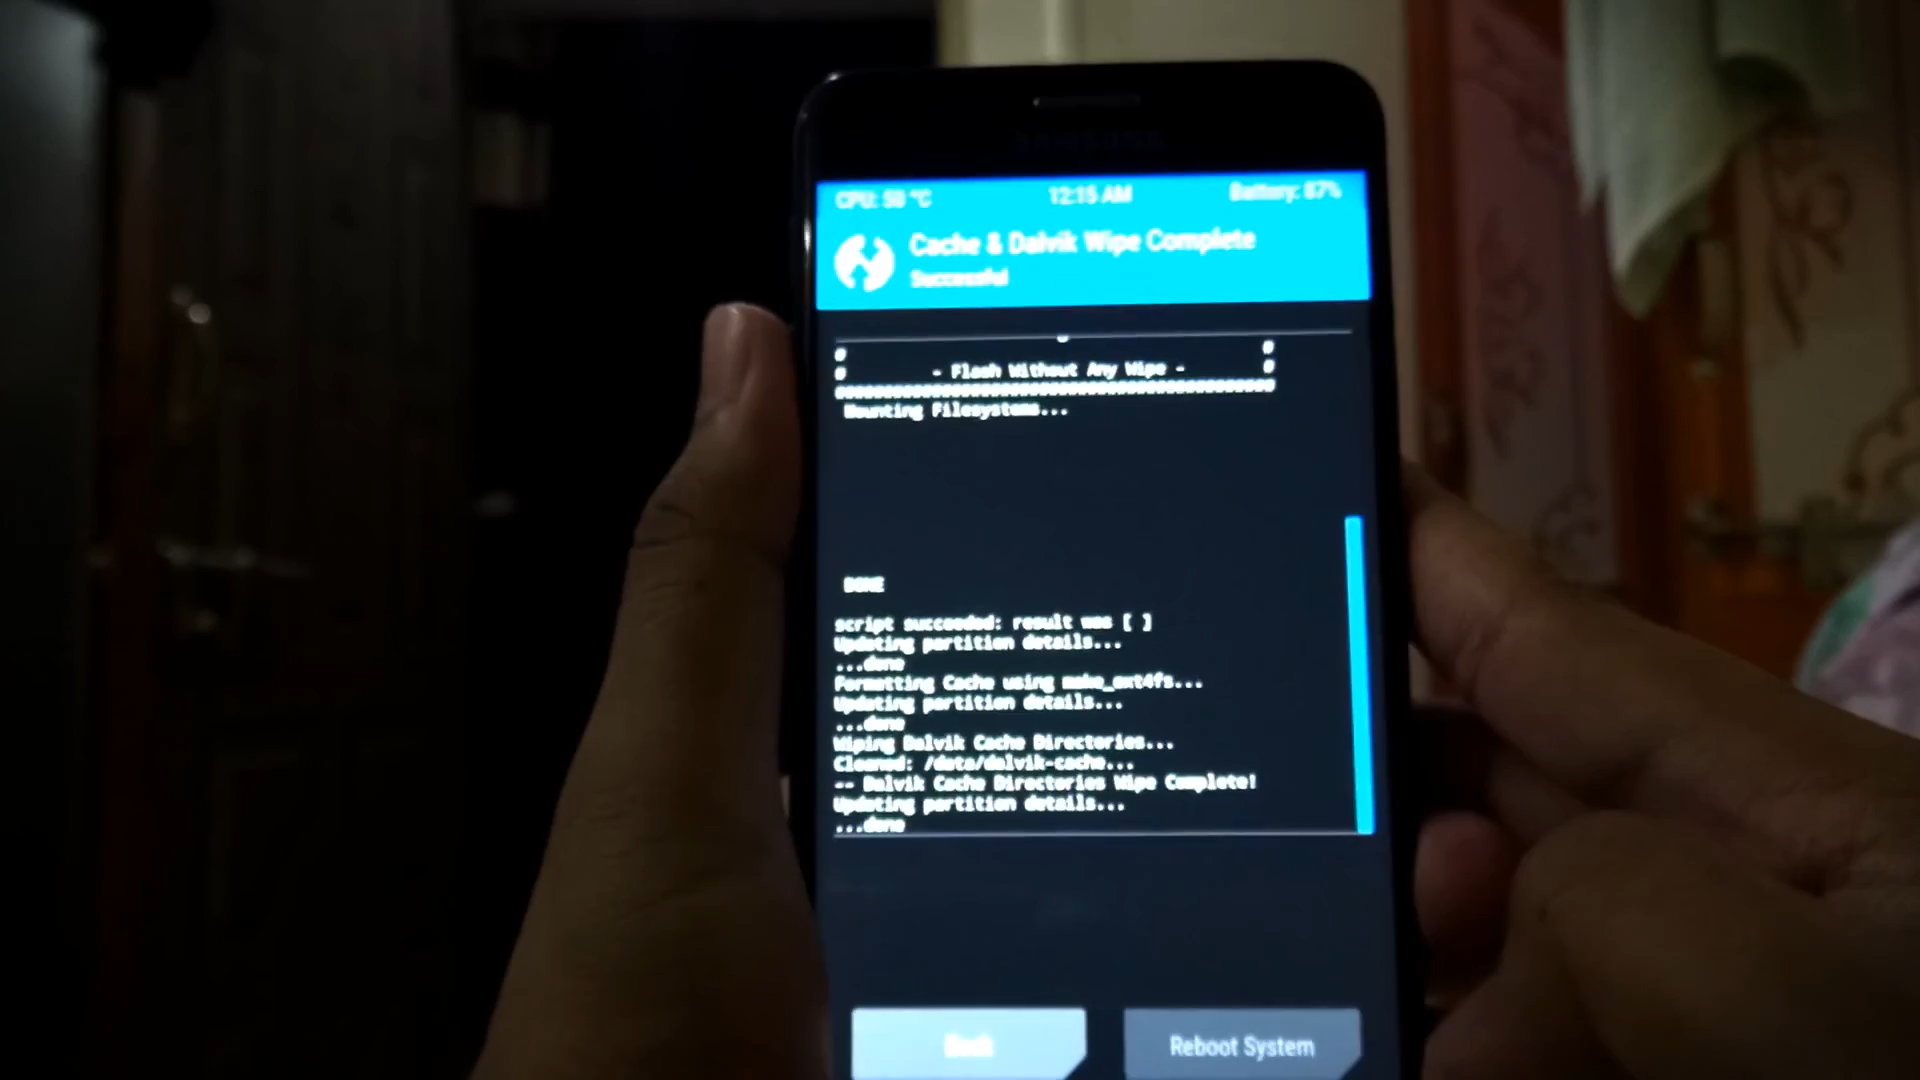 SAMSUNG
CPU: 50 °C 12:15 AM Battery: 87%
Cache & Dalvik Wipe Complete
Successful
# #
# - Flash Without Any Wipe - #
Mounting Filesystems...
DONE
script succeeded: result was [ ]
Updating partition details...
...done
Formatting Cache using make_ext4fs...
Updating partition details...
...done
Wiping Dalvik Cache Directories...
Cleaned: /data/dalvik-cache...
-- Dalvik Cache Directories Wipe Complete!
Updating partition details...
...done
Back Reboot System